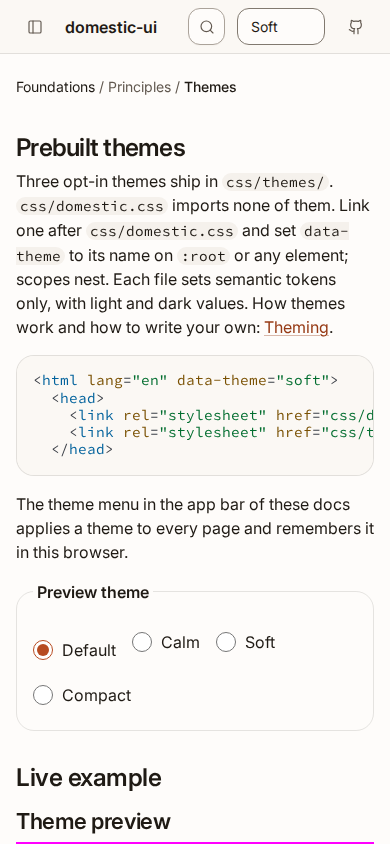 domestic-ui
Soft
Foundations / Principles / Themes
Prebuilt themes
Three opt-in themes ship in css/themes/ .
css/domestic.css imports none of them. Link
one after css/domestic.css and set data-
theme to its name on :root or any element;
scopes nest. Each file sets semantic tokens
only, with light and dark values. How themes
work and how to write your own: Theming.
<html lang="en" data-theme="soft">
<head>
<link rel="stylesheet" href="css/d
<link rel="stylesheet" href="css/t
</head>
The theme menu in the app bar of these docs
applies a theme to every page and remembers it
in this browser.
Preview theme
Default Calm Soft
Compact
Live example
Theme preview